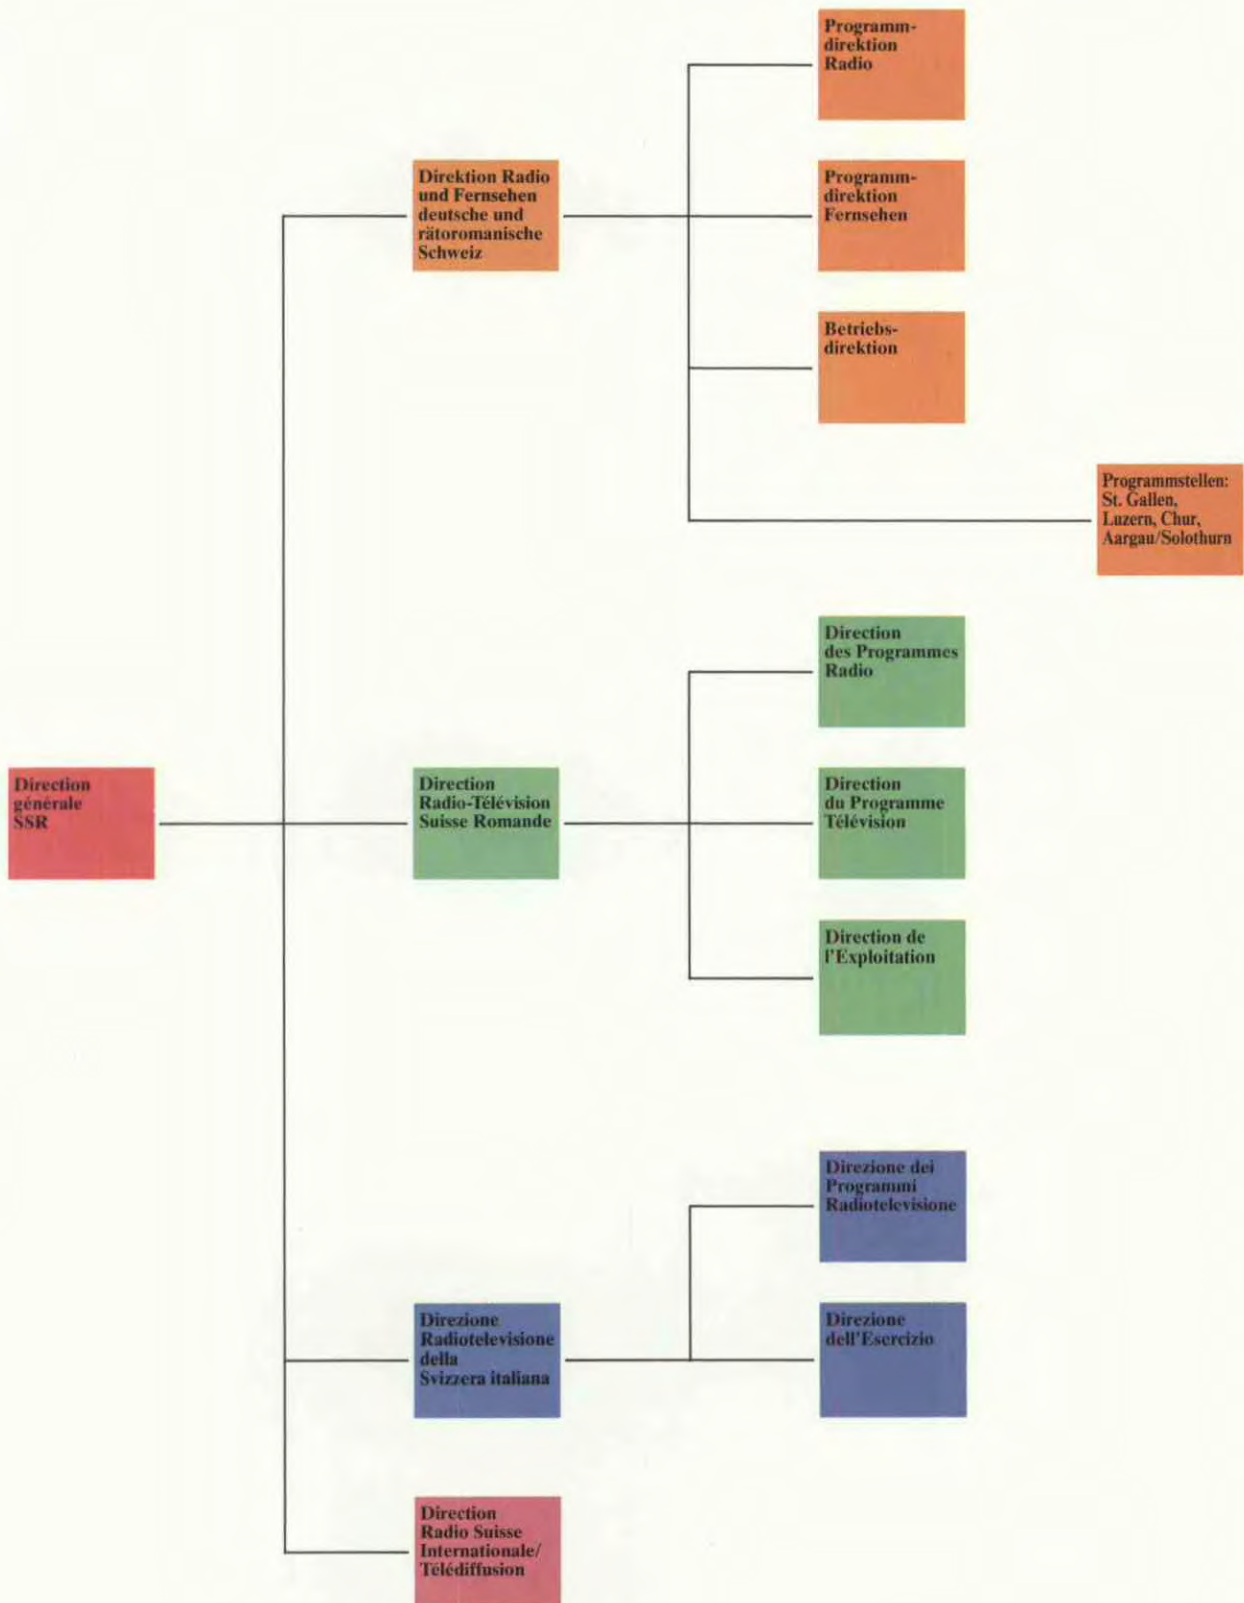 Programm-
direktion
Radio
Direktion Radio
und Fernsehen
deutsche und
rätoromanische
Schweiz
Programm-
direktion
Fernsehen
Betriebs-
direktion
Programmstellen:
St. Gallen,
Luzern, Chur,
Aargau/Solothurn
Direction
des Programmes
Radio
Direction
générale
SSR
Direction
Radio-Télévision
Suisse Romande
Direction
du Programme
Télévision
Direction de
l'Exploitation
Direzione dei
Programmi
Radiotelevisione
Direzione
Radiotelevisione
della
Svizzera italiana
Direzione
dell'Esercizio
Direction
Radio Suisse
Internationale/
Télédiffusion